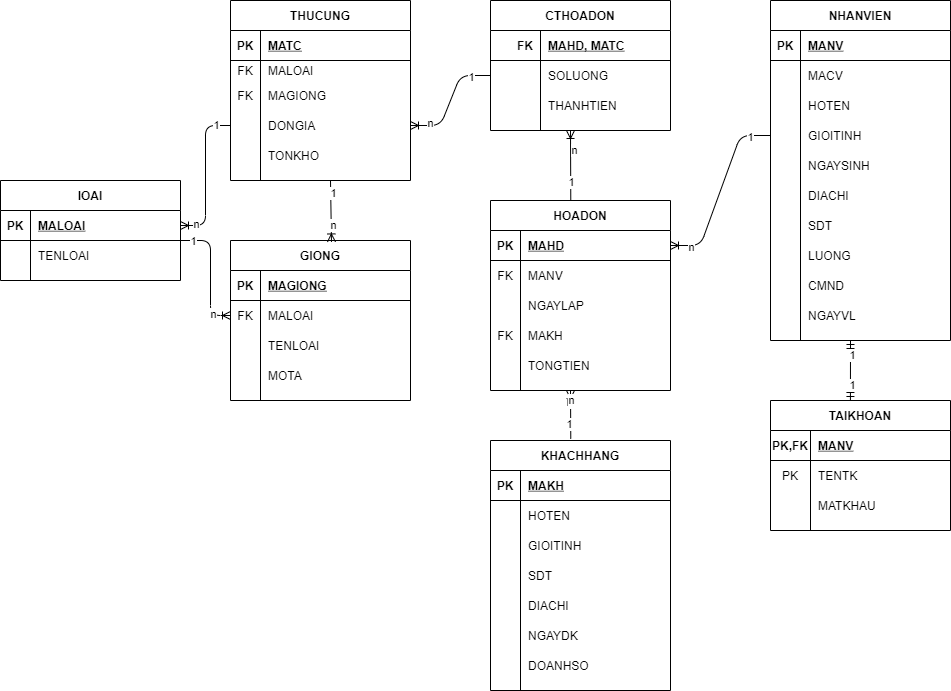 THUCUNG
PK MATC
FK MALOAI
FK MAGIONG
DONGIA
TONKHO
CTHOADON
FK MAHD, MATC
SOLUONG
THANHTIEN
NHANVIEN
PK MANV
MACV
HOTEN
GIOITINH
NGAYSINH
DIACHI
SDT
LUONG
CMND
NGAYVL
1
n
1
n
1
n
1
n
1
n
1
n
1
n
1
1
IOAI
PK MALOAI
TENLOAI
GIONG
PK MAGIONG
FK MALOAI
TENLOAI
MOTA
HOADON
PK MAHD
FK MANV
NGAYLAP
FK MAKH
TONGTIEN
TAIKHOAN
PK,FK MANV
PK TENTK
MATKHAU
KHACHHANG
PK MAKH
HOTEN
GIOITINH
SDT
DIACHI
NGAYDK
DOANHSO